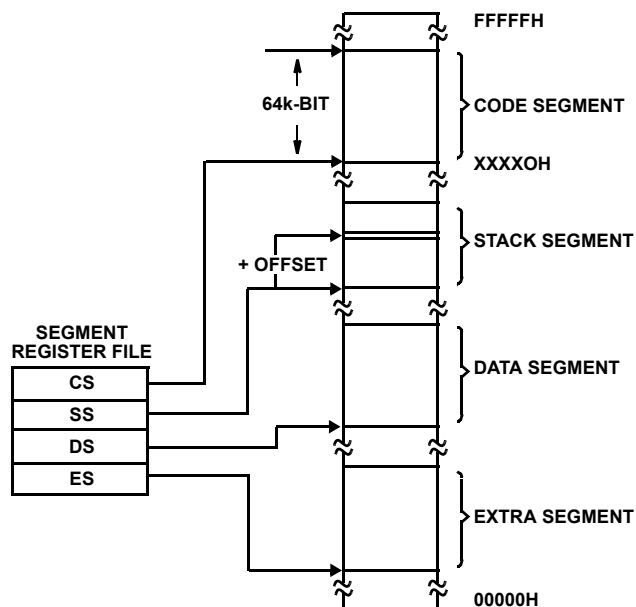 FFFFFH
64k-BIT
CODE SEGMENT
XXXXOH
STACK SEGMENT
+ OFFSET
SEGMENT
REGISTER FILE
CS
SS
DS
ES
DATA SEGMENT
EXTRA SEGMENT
00000H